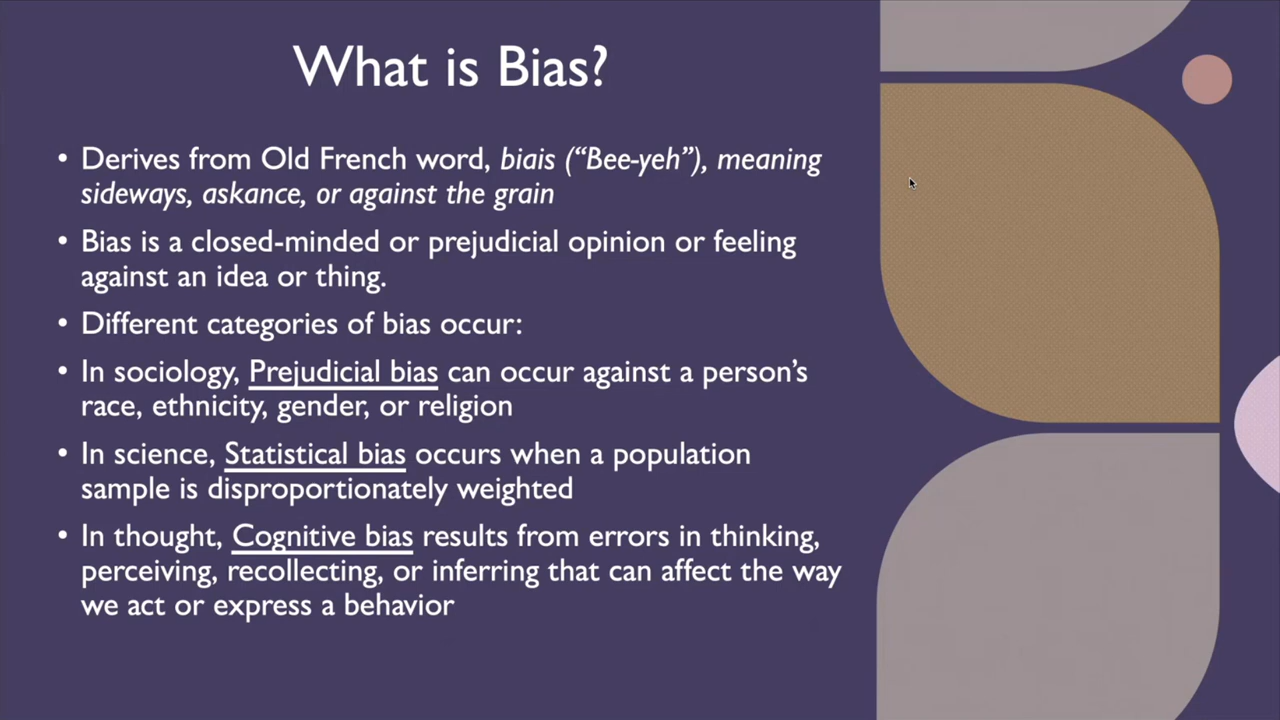 What is Bias?
• Derives from Old French word, biais (“Bee-yeh”), meaning
sideways, askance, or against the grain
• Bias is a closed-minded or prejudicial opinion or feeling
against an idea or thing.
• Different categories of bias occur:
• In sociology, Prejudicial bias can occur against a person’s
race, ethnicity, gender, or religion
• In science, Statistical bias occurs when a population
sample is disproportionately weighted
• In thought, Cognitive bias results from errors in thinking,
perceiving, recollecting, or inferring that can affect the way
we act or express a behavior